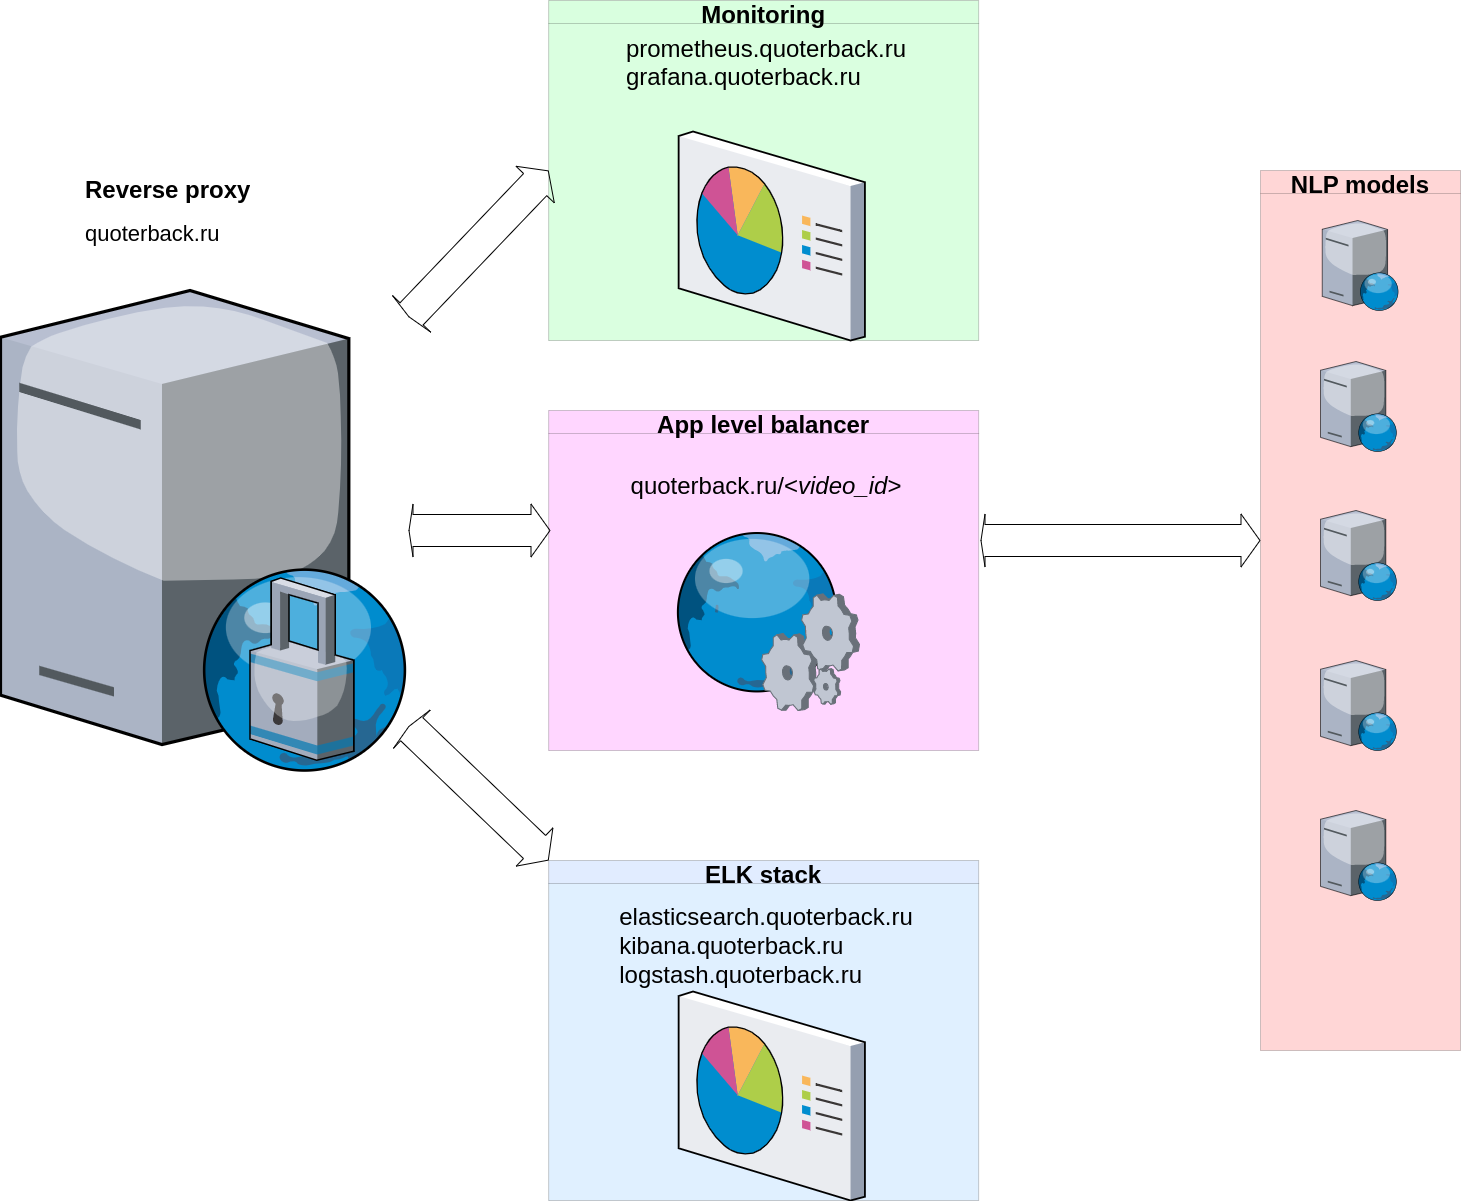 Monitoring
prometheus.quoterback.ru
grafana.quoterback.ru
Reverse proxy
quoterback.ru
NLP models
App level balancer
quoterback.ru/<video_id>
ELK stack
elasticsearch.quoterback.ru
kibana.quoterback.ru
logstash.quoterback.ru